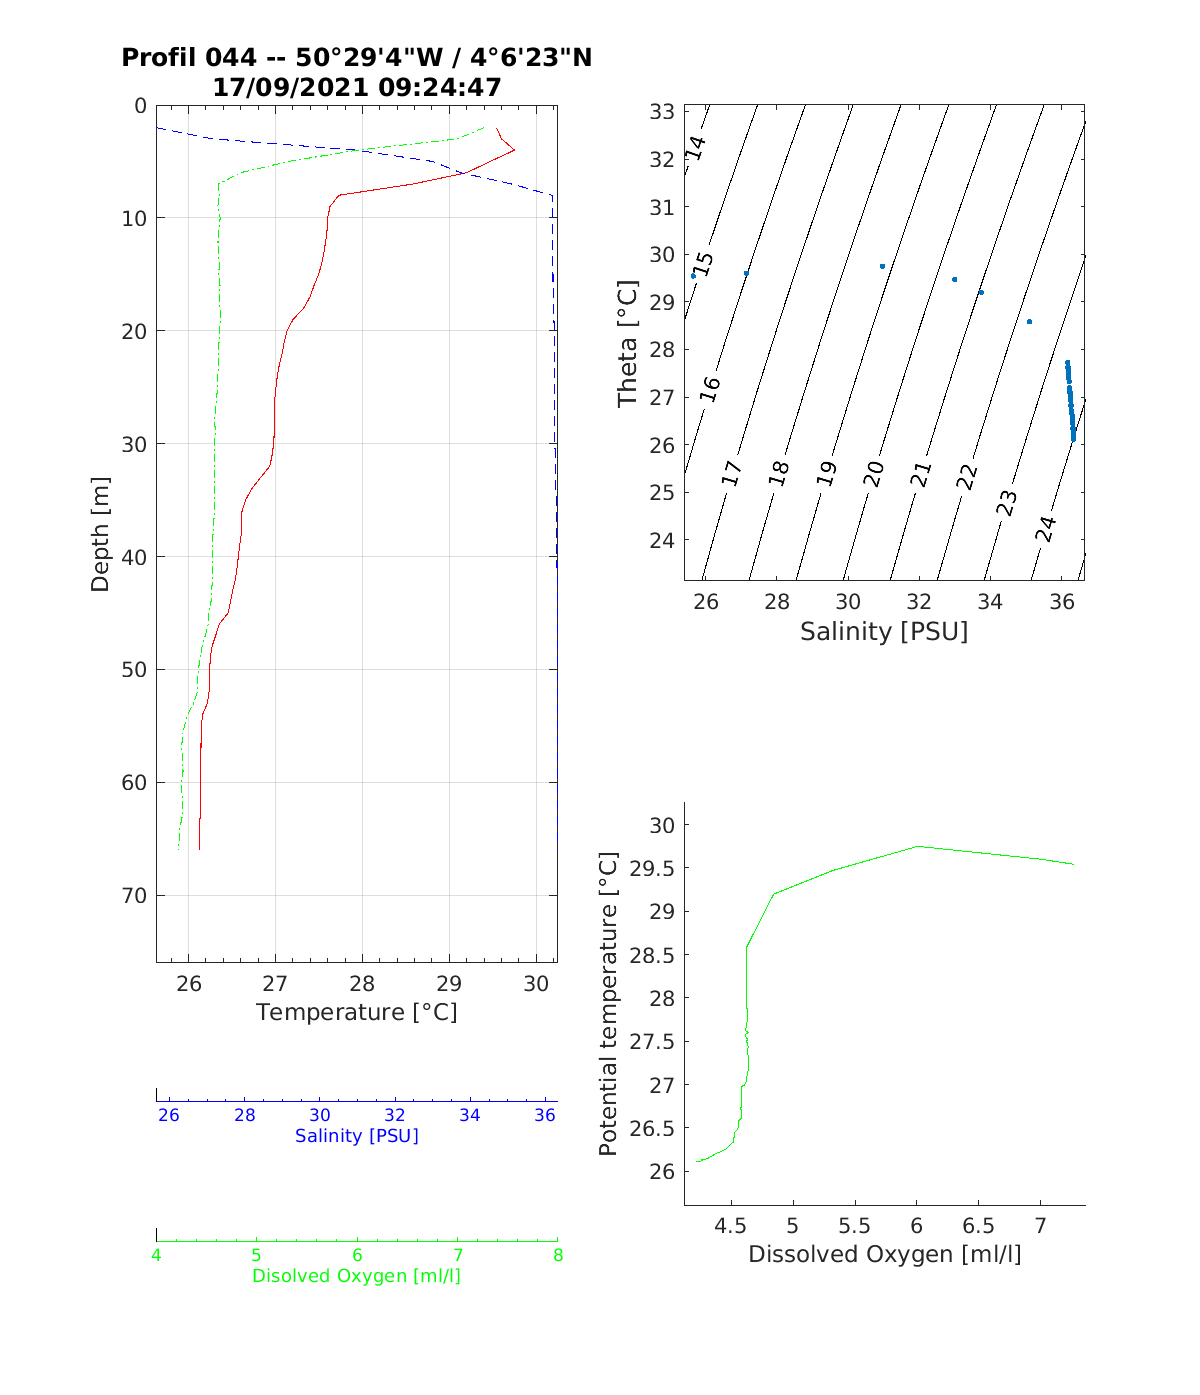 Profil 044 -- 50°29'4"W / 4°6'23"N
17/09/2021 09:24:47
0
10
20
30
40
50
60
70
Depth [m]
26 27 28 29 30
Temperature [°C]
26 28 30 32 34 36
Salinity [PSU]
4 5 6 7 8
Disolved Oxygen [ml/l]
33
32
31
30
29
28
27
26
25
24
Theta [°C]
14
15
16
17 18 19 20 21 22 23 24
26 28 30 32 34 36
Salinity [PSU]
30
29.5
29
28.5
28
27.5
27
26.5
26
Potential temperature [°C]
4.5 5 5.5 6 6.5 7
Dissolved Oxygen [ml/l]